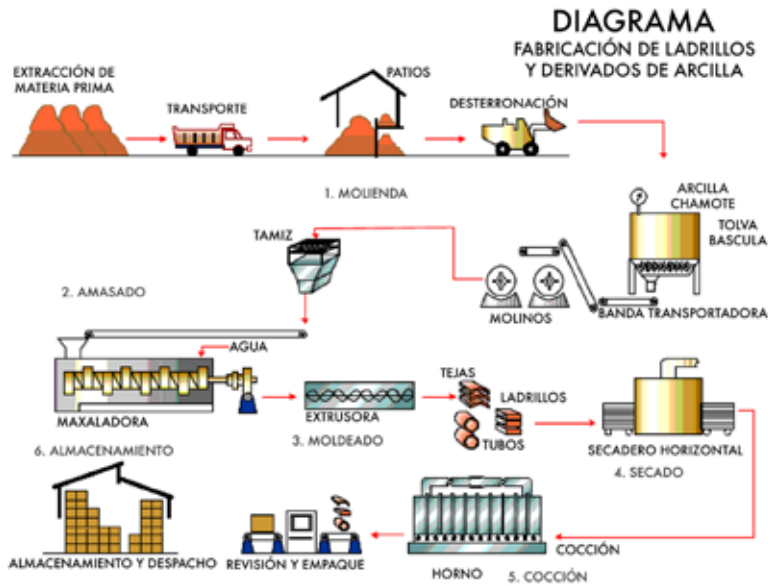 DIAGRAMA
FABRICACIÓN DE LADRILLOS
Y DERIVADOS DE ARCILLA
EXTRACCIÓN DE
MATERIA PRIMA
TRANSPORTE
PATIOS
DESTERRONACIÓN
1. MOLIENDA
ARCILLA
CHAMOTE
TOLVA
BASCULA
TAMIZ
MOLINOS
BANDA TRANSPORTADORA
2. AMASADO
AGUA
MAXALADORA
EXTRUSORA
3. MOLDEADO
TEJAS
LADRILLOS
TUBOS
SECADERO HORIZONTAL
4. SECADO
6. ALMACENAMIENTO
ALMACENAMIENTO Y DESPACHO
REVISIÓN Y EMPAQUE
HORNO
COCCIÓN
5. COCCIÓN